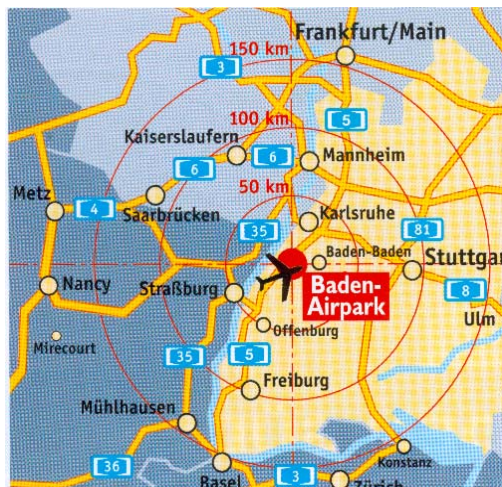 Frankfurt/Main
150 km
3
5
100 km
Kaiserslaufern
6
6
Mannheim
50 km
Metz
4
Saarbrücken
35
Karlsruhe
81
Baden-Baden
Stuttgar
Nancy
Straßburg
Baden-
Airpark
8
Ulm
Offenburg
Mirecourt
35
5
Freiburg
Mühlhausen
Konstanz
36
Basel
3
Zürich